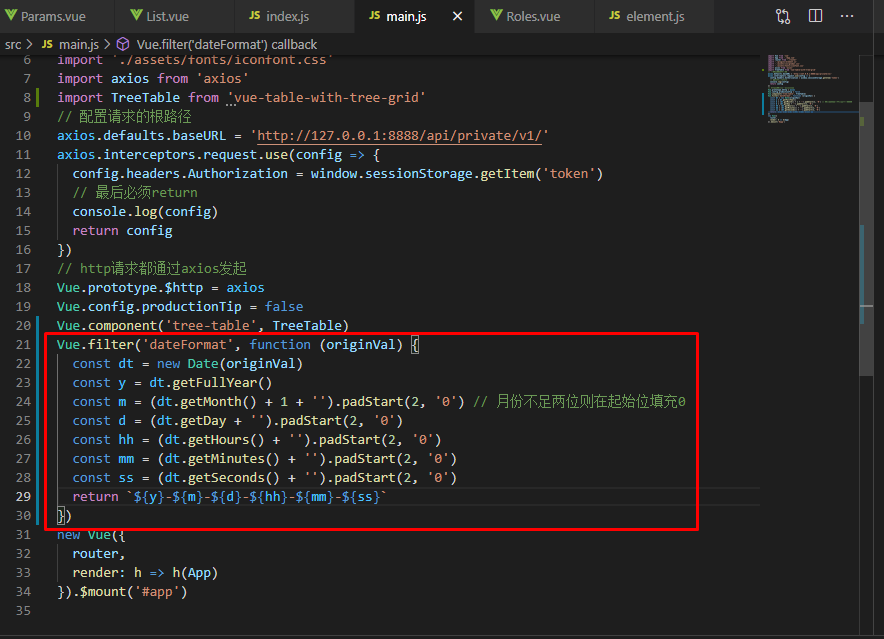 Params.vue List.vue JS index.js JS main.js × Roles.vue JS element.js ···
src > JS main.js > Vue.filter('dateFormat') callback
6 import './assets/fonts/iconfont.css'
7 import axios from 'axios'
8 import TreeTable from 'vue-table-with-tree-grid'
9 // 配置请求的根路径
10 axios.defaults.baseURL = 'http://127.0.0.1:8888/api/private/v1/'
11 axios.interceptors.request.use(config => {
12 config.headers.Authorization = window.sessionStorage.getItem('token')
13 // 最后必须return
14 console.log(config)
15 return config
16 })
17 // http请求都通过axios发起
18 Vue.prototype.$http = axios
19 Vue.config.productionTip = false
20 Vue.component('tree-table', TreeTable)
21 Vue.filter('dateFormat', function (originVal) {
22 const dt = new Date(originVal)
23 const y = dt.getFullYear()
24 const m = (dt.getMonth() + 1 + '').padStart(2, '0') // 月份不足两位则在起始位填充0
25 const d = (dt.getDay + '').padStart(2, '0')
26 const hh = (dt.getHours() + '').padStart(2, '0')
27 const mm = (dt.getMinutes() + '').padStart(2, '0')
28 const ss = (dt.getSeconds() + '').padStart(2, '0')
29 return `${y}-${m}-${d}-${hh}-${mm}-${ss}`
30 })
31 new Vue({
32 router,
33 render: h => h(App)
34 }).$mount('#app')
35